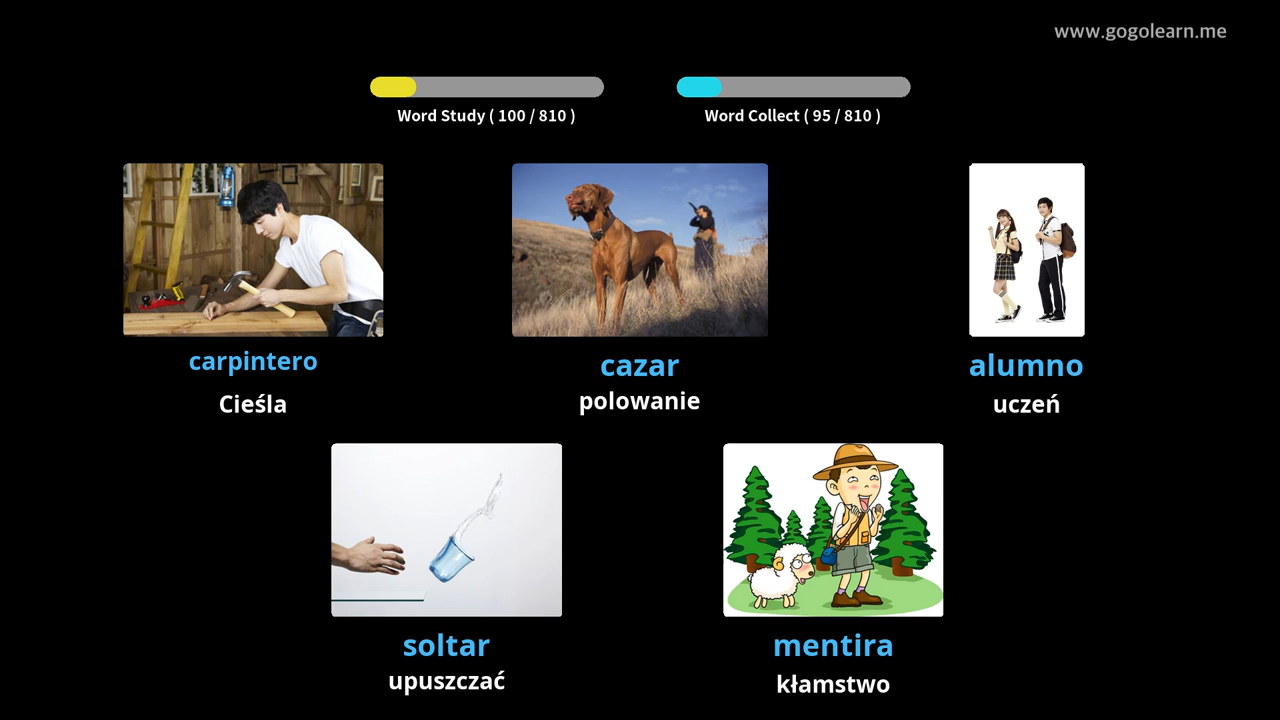 www.gogolearn.me
Word Study ( 100 / 810 )
Word Collect ( 95 / 810 )
carpintero
Cieśla
cazar
polowanie
alumno
uczeń
soltar
upuszczać
mentira
kłamstwo